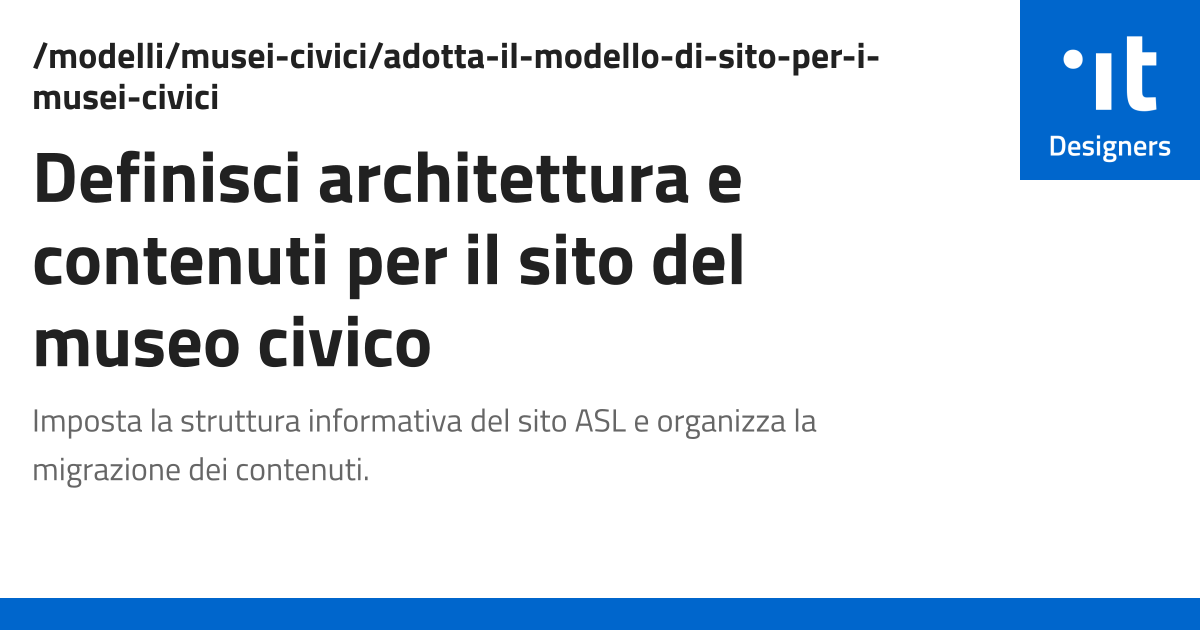 /modelli/musei-civici/adotta-il-modello-di-sito-per-i-
musei-civici
Definisci architettura e
contenuti per il sito del
museo civico
Imposta la struttura informativa del sito ASL e organizza la
migrazione dei contenuti.
it
Designers